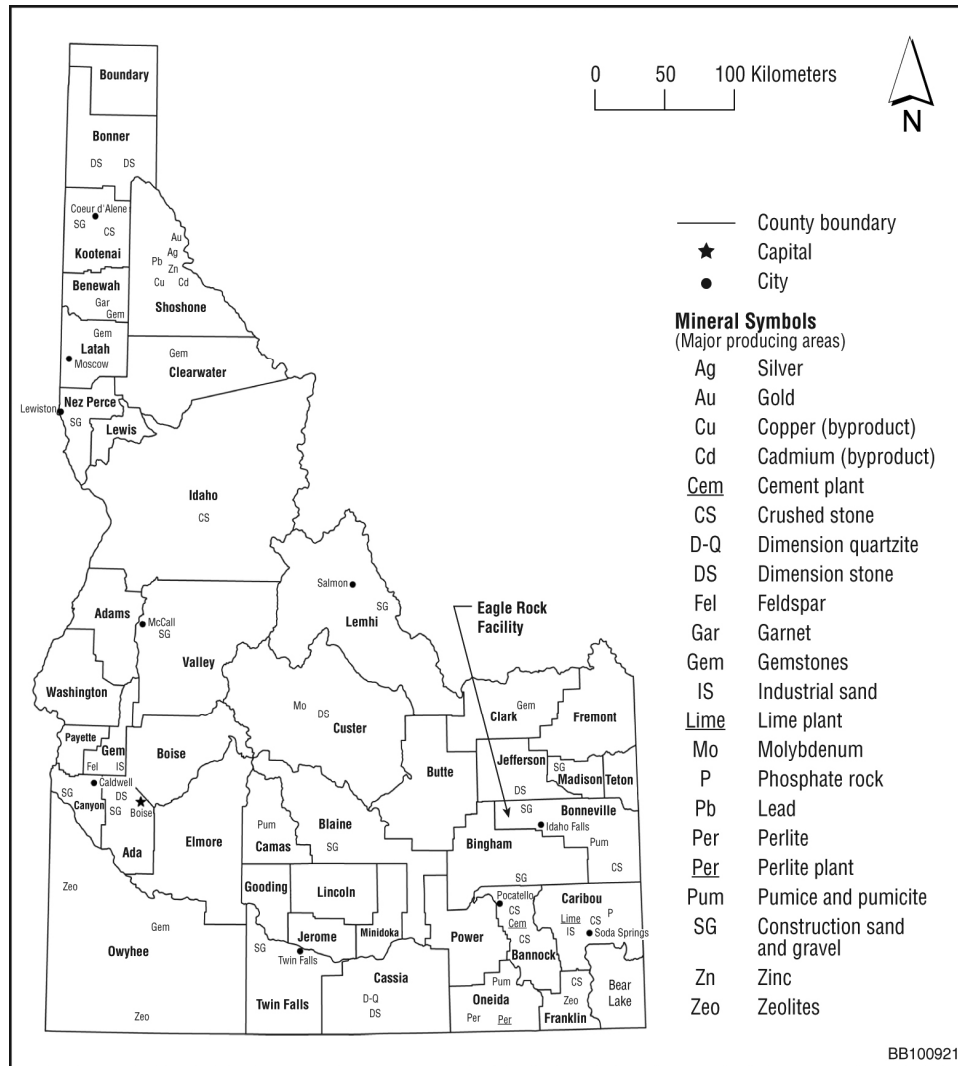 0 50 100 Kilometers
N
Boundary
Bonner
DS DS
Coeur d'Alene
SG
CS
Kootenai
Au
Ag
Pb
Zn
Cu Cd
Shoshone
Benewah
Gar
Gem
Gem
Latah
Moscow
Gem
Clearwater
Nez Perce
Lewiston
SG
Lewis
Idaho
CS
Salmon
SG
Lemhi
Adams
McCall
SG
Valley
Washington
Eagle Rock
Facility
Mo
DS
Custer
Clark
Gem
Fremont
Payette
Gem
Fel IS
Boise
Butte
Jefferson
DS
SG
Madison
Teton
Caldwell
SG
Canyon
DS
SG
Boise
Ada
Elmore
Pum
Camas
Blaine
SG
SG
Bonneville
Idaho Falls
Bingham
Pum
CS
SG
Zeo
Gem
Owyhee
Zeo
Gooding
Lincoln
Jerome
Minidoka
SG
Twin Falls
Twin Falls
Cassia
D-Q
DS
Power
Pocatello
CS
Cem
CS
Bannock
Caribou
P
Lime
CS
IS
Soda Springs
Pum
Oneida
Per Per
CS
Zeo
Franklin
Bear
Lake
County boundary
Capital
City
Mineral Symbols
(Major producing areas)
Ag Silver
Au Gold
Cu Copper (byproduct)
Cd Cadmium (byproduct)
Cem Cement plant
CS Crushed stone
D-Q Dimension quartzite
DS Dimension stone
Fel Feldspar
Gar Garnet
Gem Gemstones
IS Industrial sand
Lime Lime plant
Mo Molybdenum
P Phosphate rock
Pb Lead
Per Perlite
Per Perlite plant
Pum Pumice and pumicite
SG Construction sand
and gravel
Zn Zinc
Zeo Zeolites
BB100921